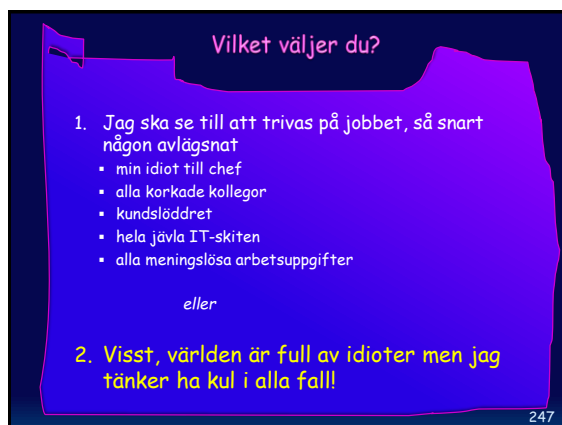 Vilket väljer du?
1. Jag ska se till att trivas på jobbet, så snart
någon avlägsnat
▪ min idiot till chef
▪ alla korkade kollegor
▪ kundslöddret
▪ hela jävla IT-skiten
▪ alla meningslösa arbetsuppgifter
eller
2. Visst, världen är full av idioter men jag
tänker ha kul i alla fall!
247